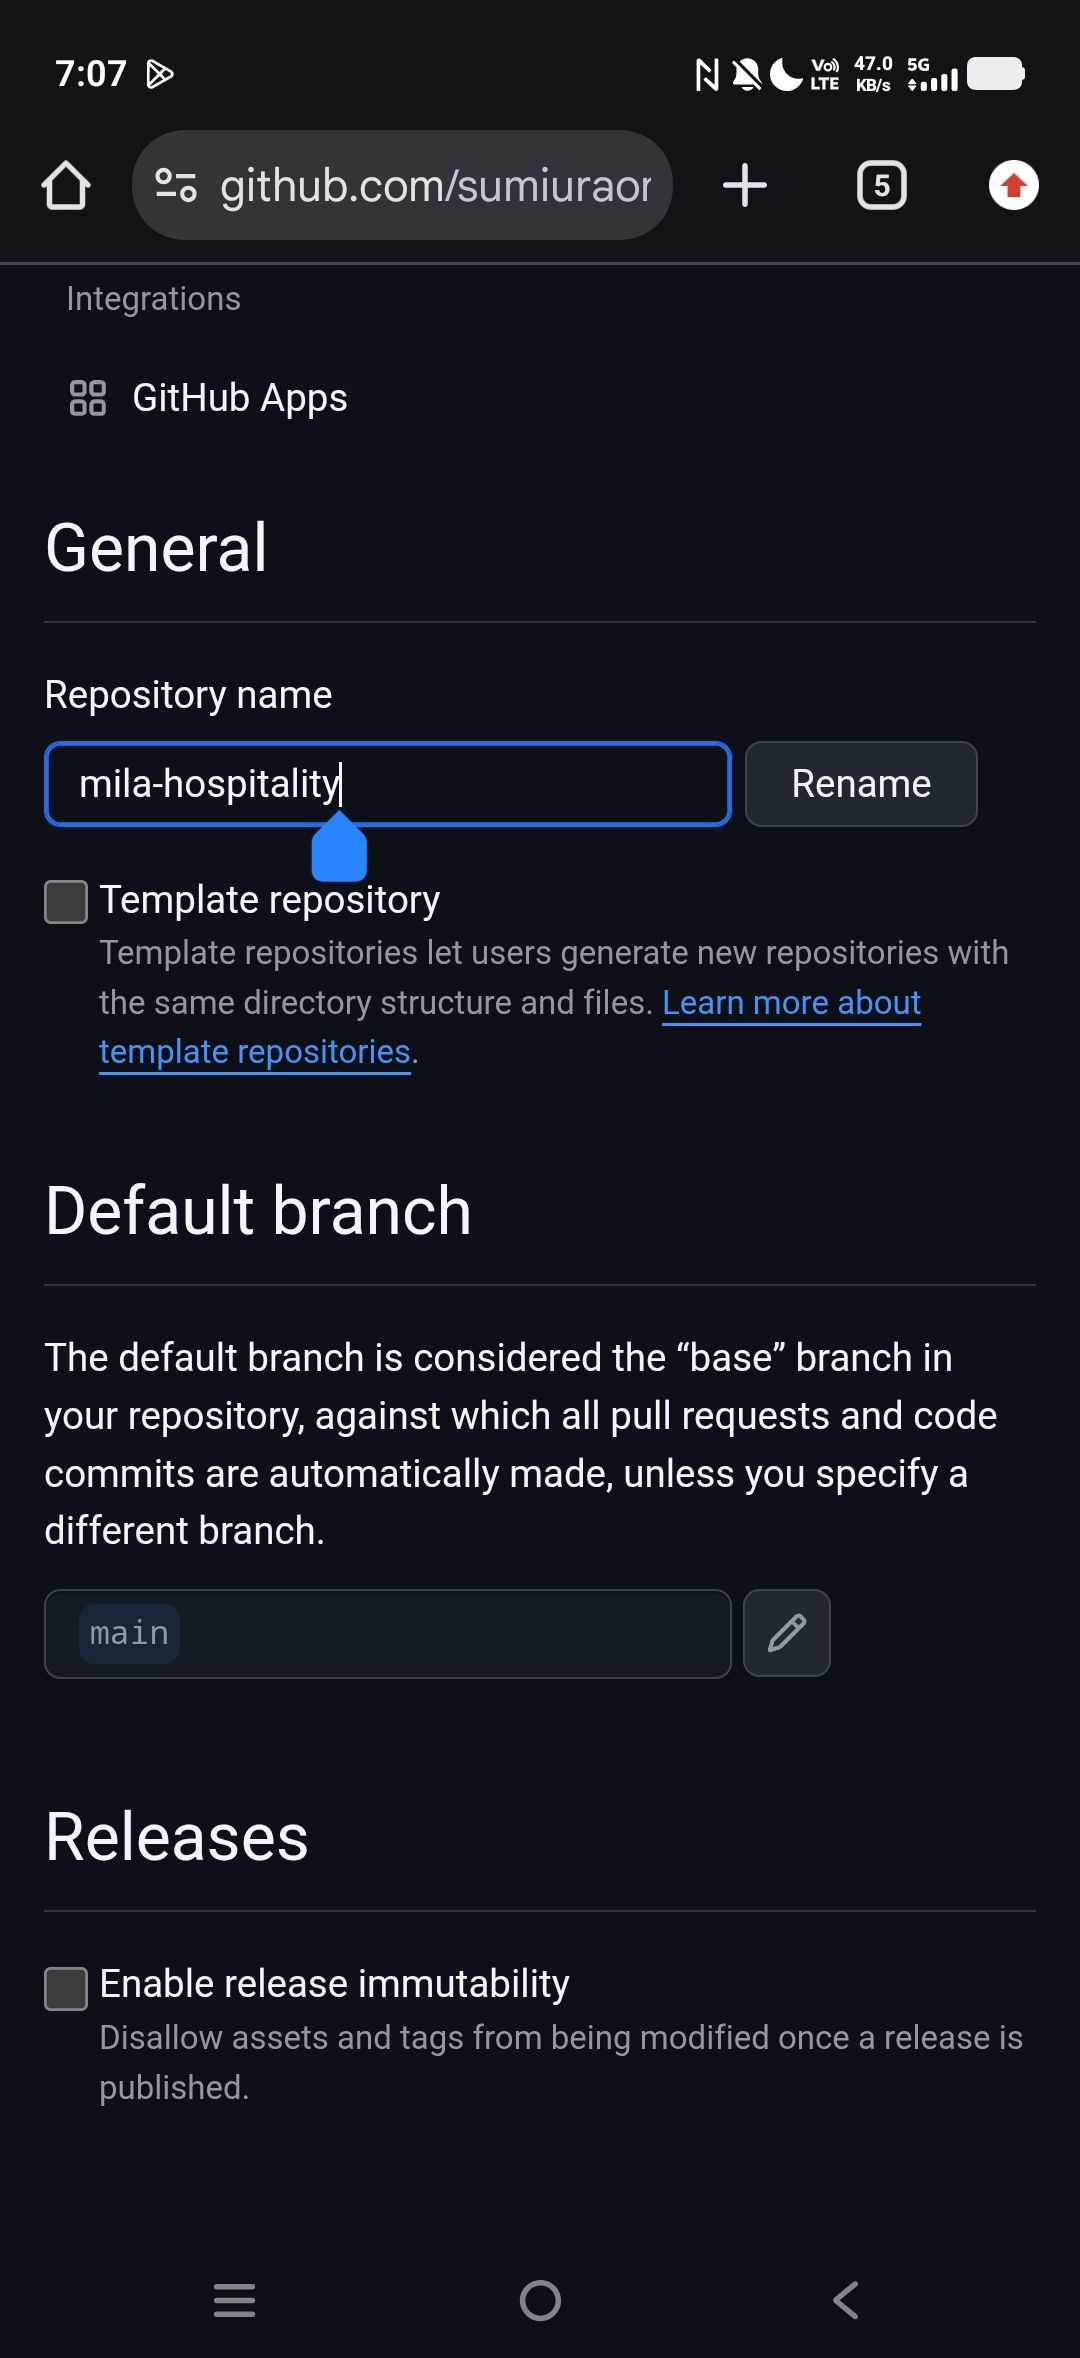 7:07
Vo)) LTE 47.0 KB/s 5G
github.com/sumiuraor
5
Integrations
GitHub Apps
General
Repository name
mila-hospitality
Rename
Template repository
Template repositories let users generate new repositories with
the same directory structure and files. Learn more about
template repositories.
Default branch
The default branch is considered the “base” branch in
your repository, against which all pull requests and code
commits are automatically made, unless you specify a
different branch.
main
Releases
Enable release immutability
Disallow assets and tags from being modified once a release is
published.